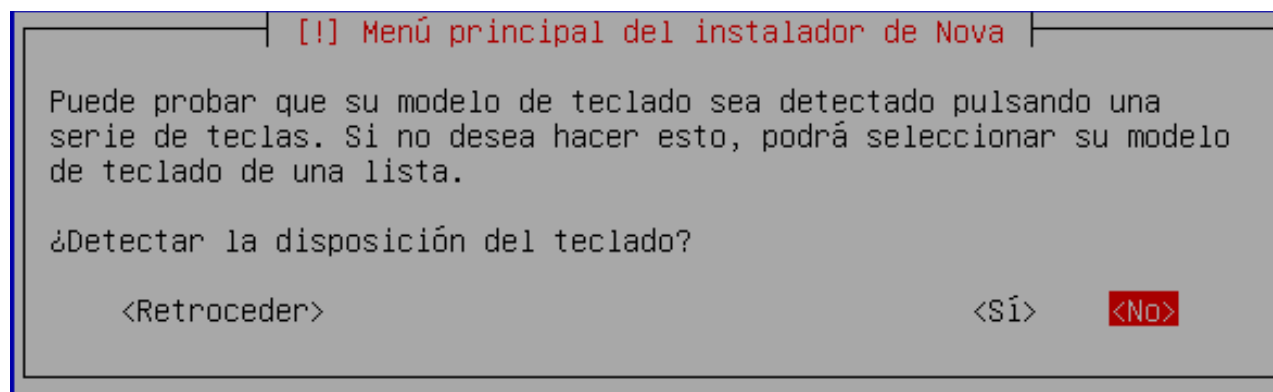 [!] Menú principal del instalador de Nova
Puede probar que su modelo de teclado sea detectado pulsando una
serie de teclas. Si no desea hacer esto, podrá seleccionar su modelo
de teclado de una lista.
¿Detectar la disposición del teclado?
<Retroceder> <Sí> <No>